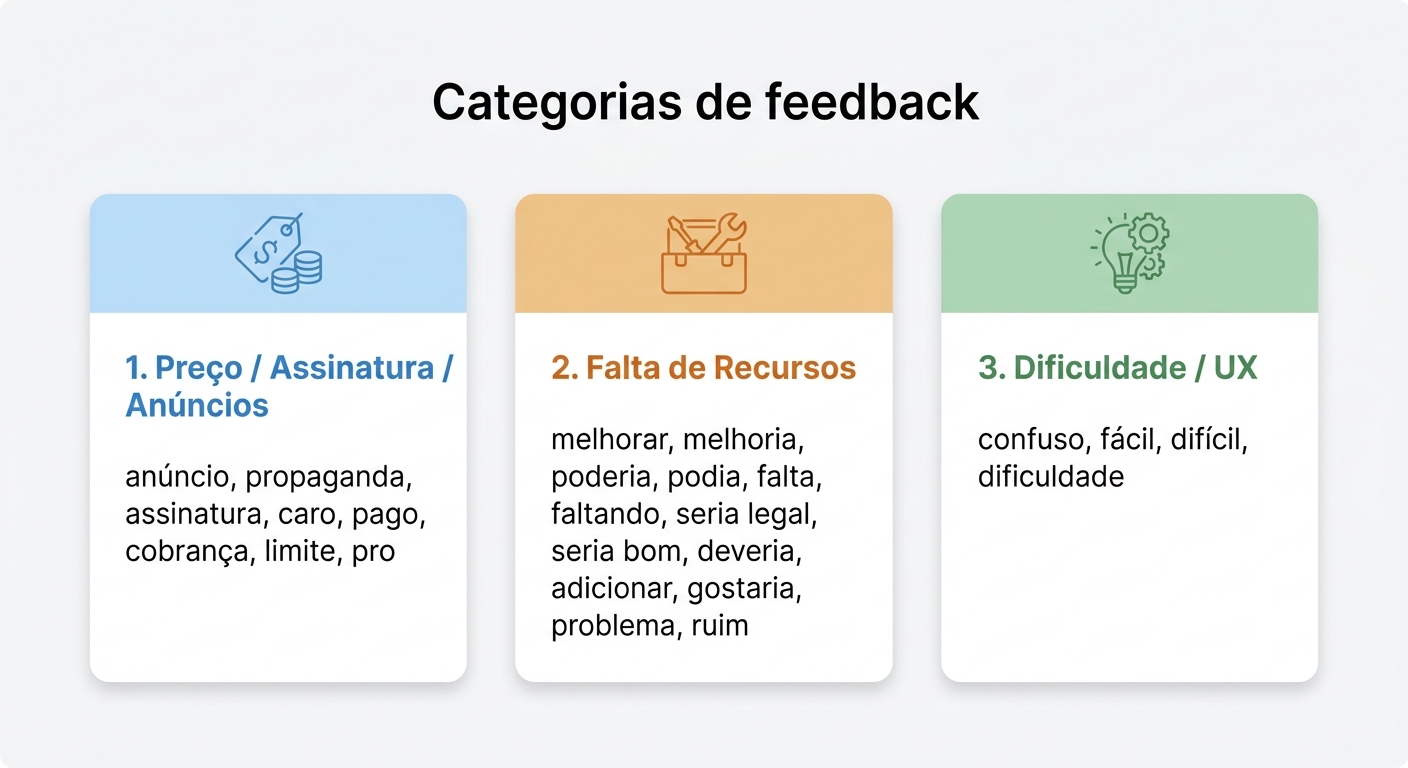 Categorias de feedback
$
1. Preço / Assinatura /
Anúncios
anúncio, propaganda,
assinatura, caro, pago,
cobrança, limite, pro
2. Falta de Recursos
melhorar, melhoria,
poderia, podia, falta,
faltando, seria legal,
seria bom, deveria,
adicionar, gostaria,
problema, ruim
3. Dificuldade / UX
confuso, fácil, difícil,
dificuldade